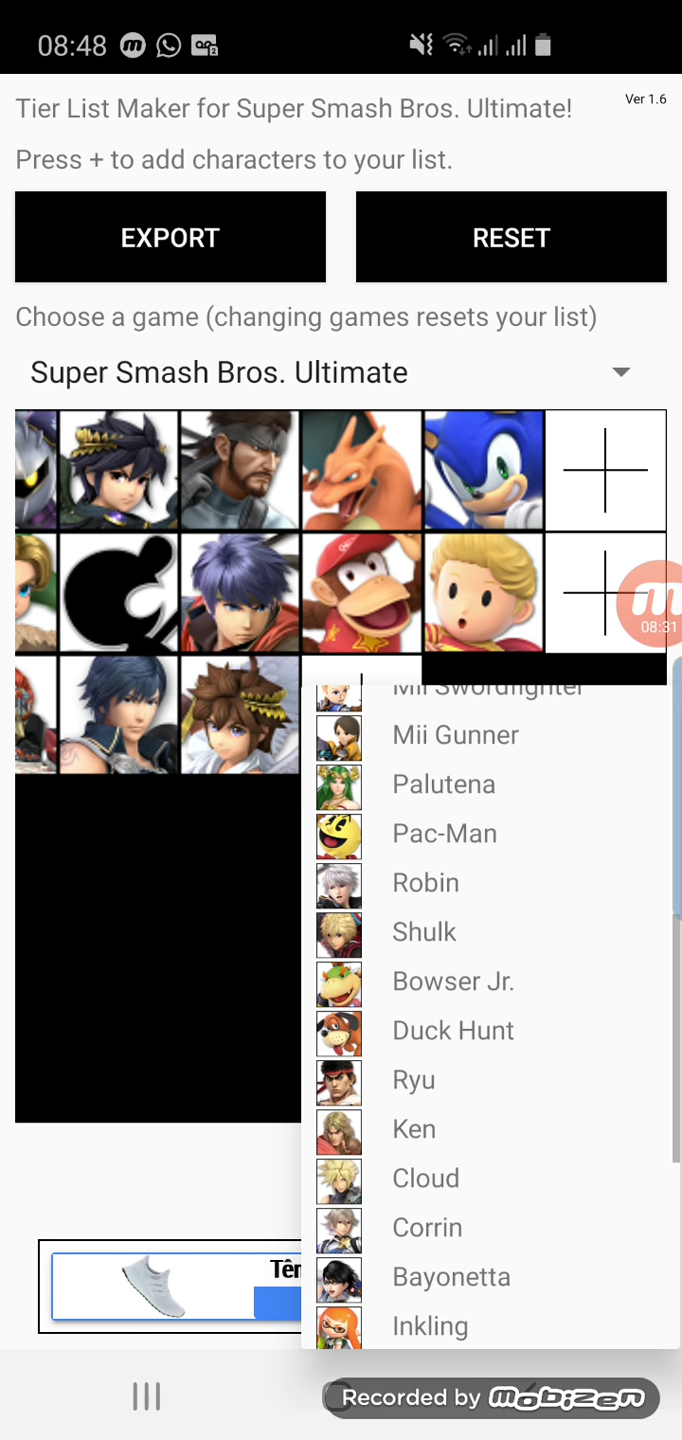 08:48
Tier List Maker for Super Smash Bros. Ultimate!
Ver 1.6
Press + to add characters to your list.
EXPORT
RESET
Choose a game (changing games resets your list)
Super Smash Bros. Ultimate
08:31
Mii Swordfighter
Mii Gunner
Palutena
Pac-Man
Robin
Shulk
Bowser Jr.
Duck Hunt
Ryu
Ken
Cloud
Corrin
Bayonetta
Inkling
Recorded by mobizen